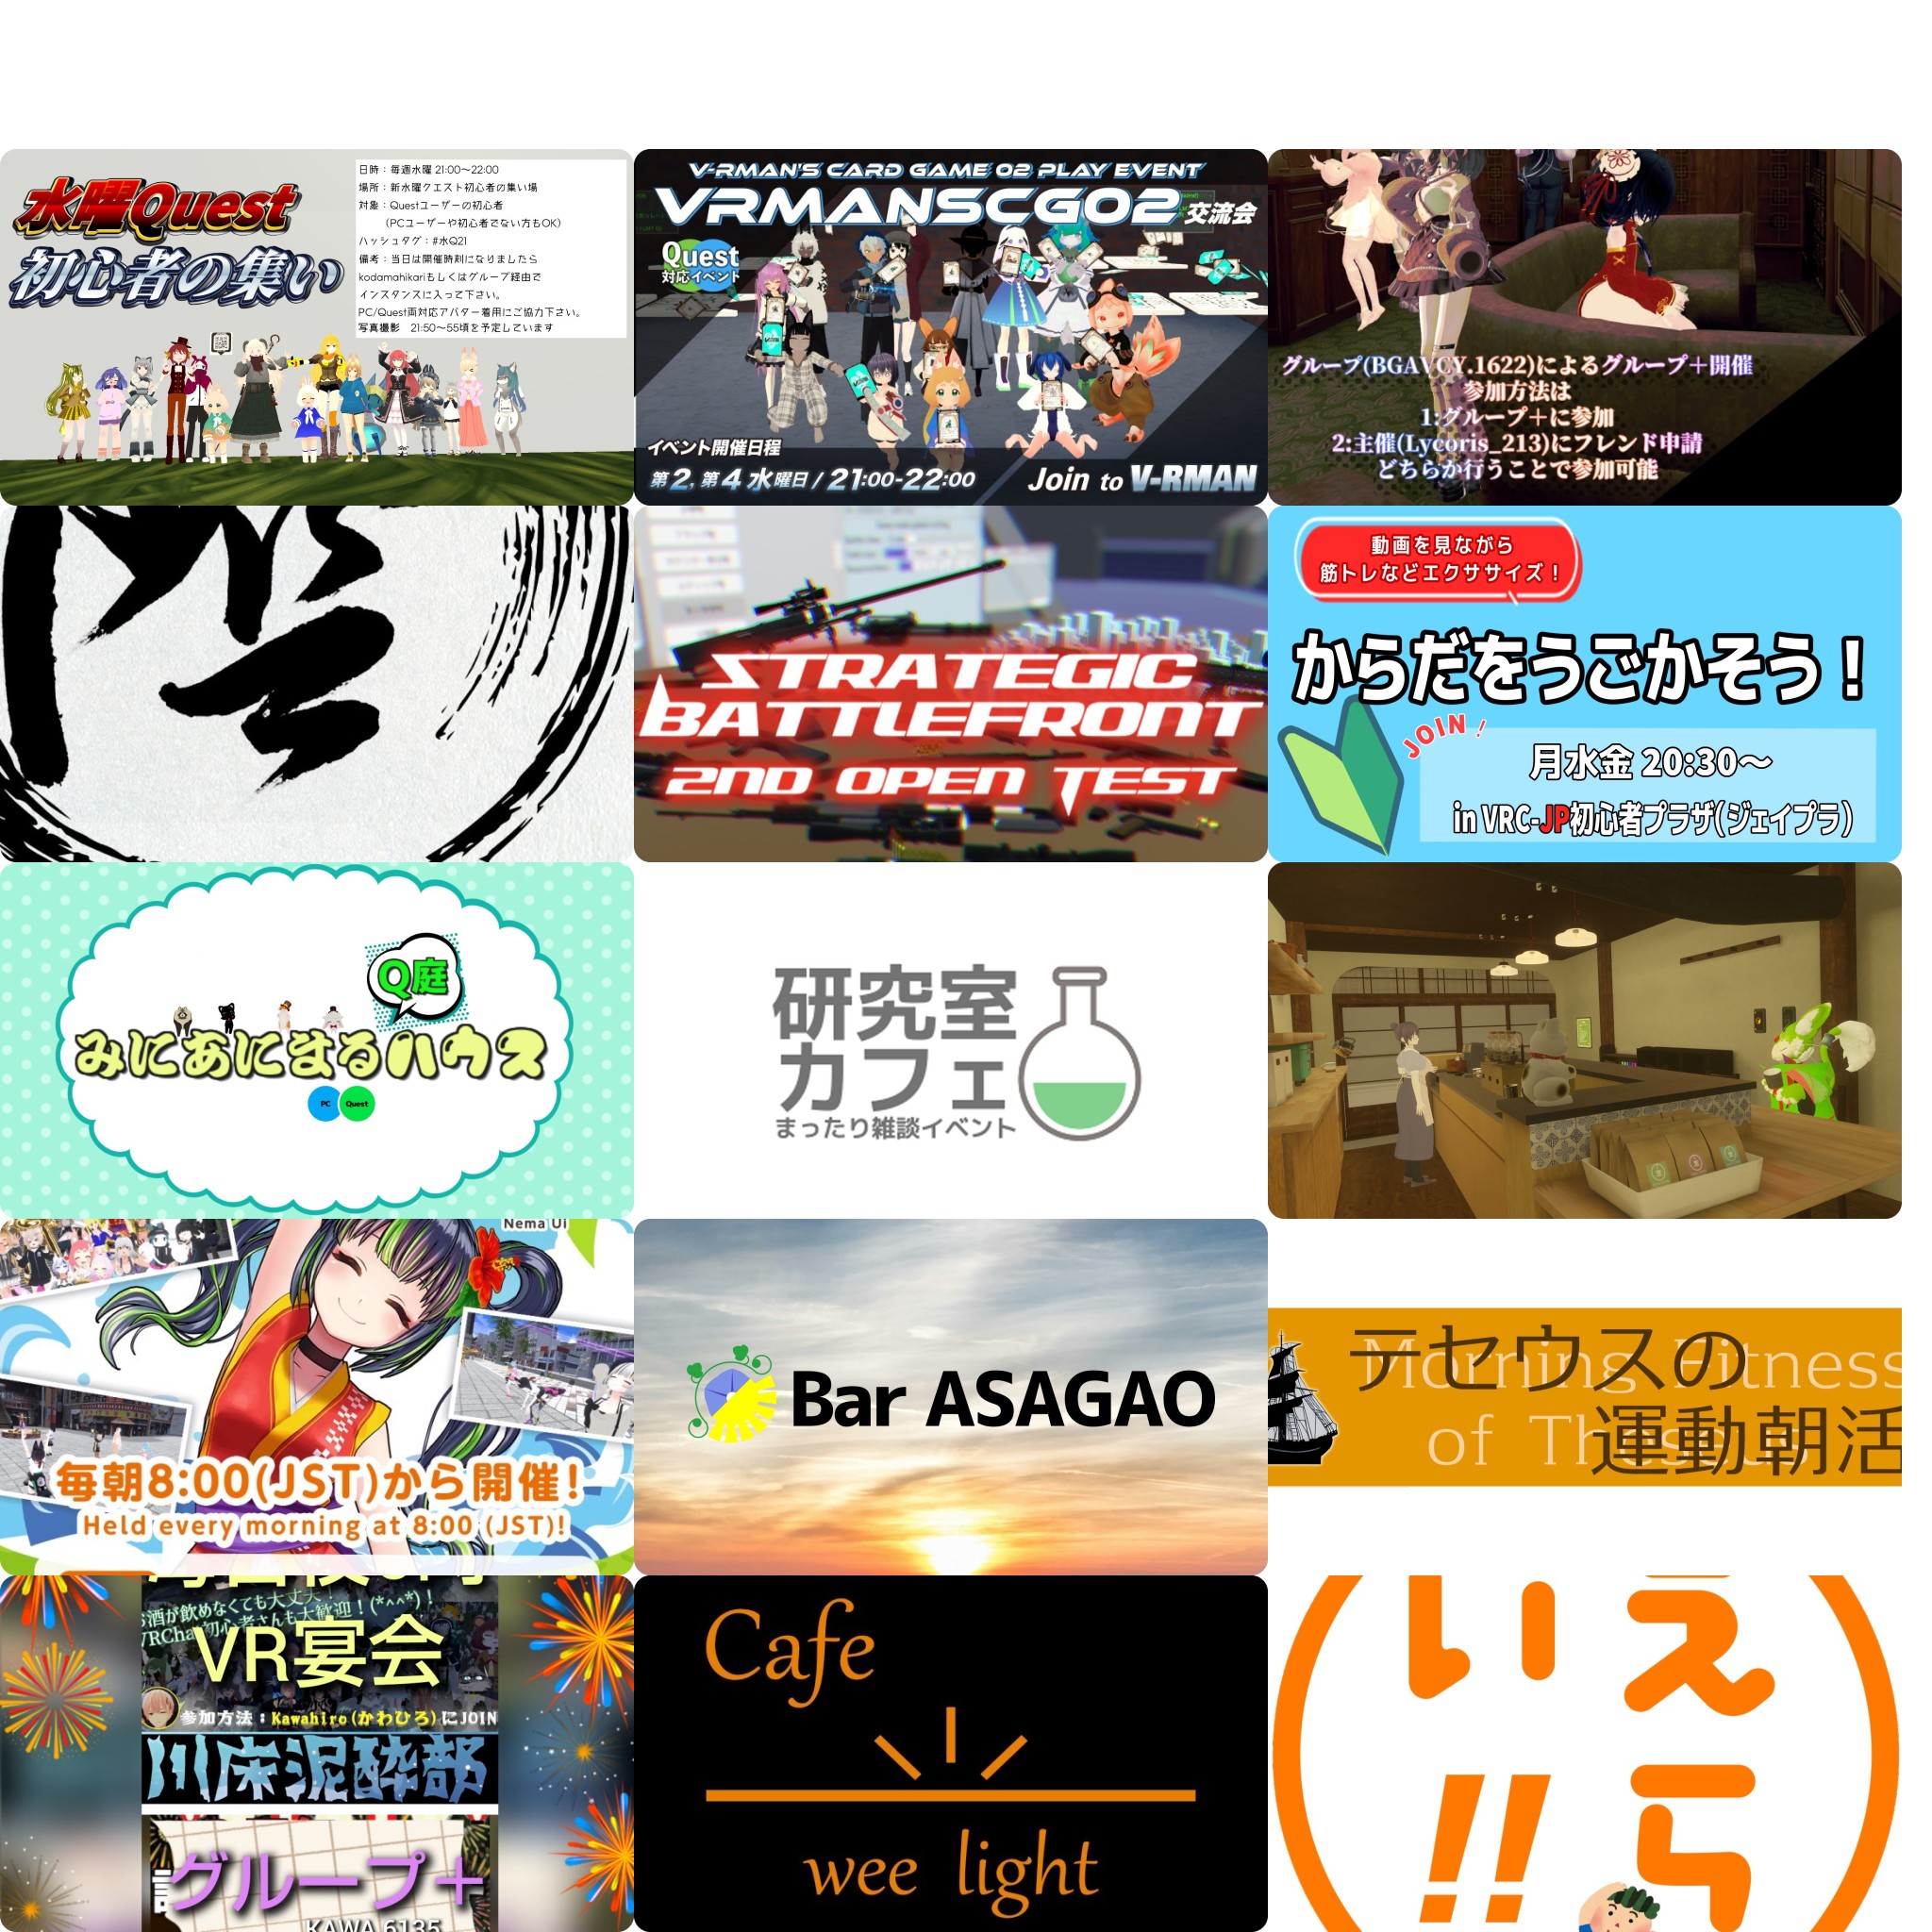 水曜Quest
初心者の集い
日時：毎週水曜 21:00～22:00
場所：新水曜クエスト初心者の集い場
対象：Questユーザーの初心者
(PCユーザーや初心者でない方もOK)
ハッシュタグ：#水Q21
備考：当日は開催時刻になりましたら
kodamahikariもしくはグループ経由で
インスタンスに入って下さい。
PC/Quest両対応アバター着用にご協力下さい。
写真撮影　21:50～55頃を予定しています
V-RMAN'S CARD GAME 02 PLAY EVENT
VRMANSCG02交流会
Quest
対応イベント
イベント開催日程
第2, 第4 水曜日 / 21:00-22:00
Join to V-RMAN
グループ(BGAVCY.1622)によるグループ＋開催
参加方法は
1:グループ＋に参加
2:主催(Lycoris_213)にフレンド申請
どちらか行うことで参加可能
STRATEGIC
BATTLEFRONT
2ND OPEN TEST
動画を見ながら
筋トレなどエクササイズ！
からだをうごかそう！
JOIN！
月水金 20:30～
in VRC-JP初心者プラザ(ジェイプラ)
Q庭
みにあにまるハウス
PC Quest
研究室
カフェ
まったり雑談イベント
Nema Ui
毎朝8:00(JST)から開催!
Held every morning at 8:00 (JST)!
Bar ASAGAO
テセウスの
Morning Fitness
of Theseus
運動朝活
お酒が飲めなくても大丈夫！
VRChat初心者さんも大歓迎！(*^^*)！
VR宴会
参加方法：Kawahiro(かわひろ)にJOIN
川床泥酔部
グループ＋
KAWA.6135
Cafe
wee light
えら
い!!